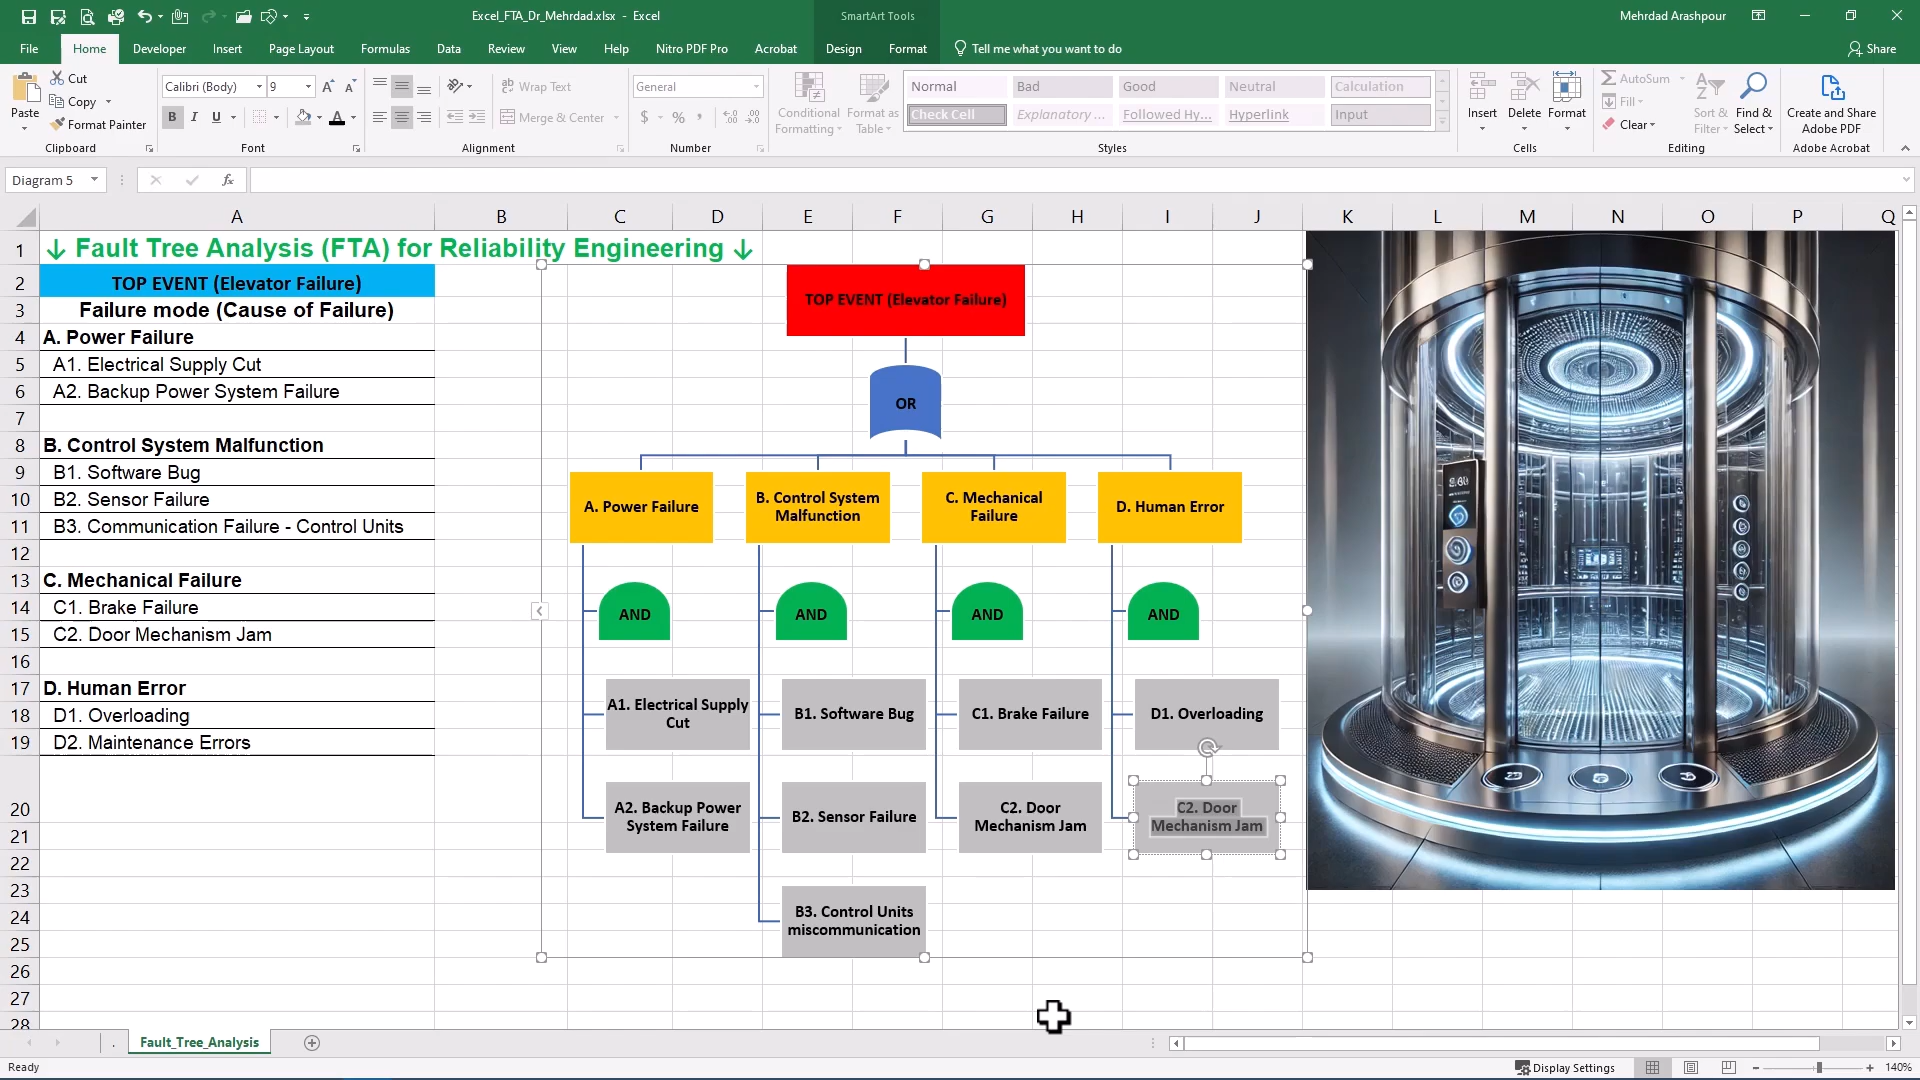 Excel_FTA_Dr_Mehrdad.xlsx - Excel
SmartArt Tools
Mehrdad Arashpour
File Home Developer Insert Page Layout Formulas Data Review View Help Nitro PDF Pro Acrobat Design Format Tell me what you want to do Share
Paste
Cut
Copy
Format Painter
Clipboard
Calibri (Body) 9
B I U
Font
Wrap Text
Merge & Center
Alignment
General
$ % ,
Number
Conditional Formatting
Format as Table
Normal Bad Good Neutral Calculation
Check Cell Explanatory ... Followed Hy... Hyperlink Input
Styles
Insert Delete Format
Cells
AutoSum
Fill
Clear
Sort & Filter
Find & Select
Editing
Create and Share Adobe PDF
Adobe Acrobat
Diagram 5
fx
A B C D E F G H I J K L M N O P Q
1 ↓ Fault Tree Analysis (FTA) for Reliability Engineering ↓
2 TOP EVENT (Elevator Failure)
3 Failure mode (Cause of Failure)
4 A. Power Failure
5 A1. Electrical Supply Cut
6 A2. Backup Power System Failure
7
8 B. Control System Malfunction
9 B1. Software Bug
10 B2. Sensor Failure
11 B3. Communication Failure - Control Units
12
13 C. Mechanical Failure
14 C1. Brake Failure
15 C2. Door Mechanism Jam
16
17 D. Human Error
18 D1. Overloading
19 D2. Maintenance Errors
20
21
22
23
24
25
26
27
28
TOP EVENT (Elevator Failure)
OR
A. Power Failure
B. Control System
Malfunction
C. Mechanical
Failure
D. Human Error
AND
AND
AND
AND
A1. Electrical Supply
Cut
B1. Software Bug
C1. Brake Failure
D1. Overloading
A2. Backup Power
System Failure
B2. Sensor Failure
C2. Door
Mechanism Jam
C2. Door
Mechanism Jam
B3. Control Units
miscommunication
. Fault_Tree_Analysis
Ready
Display Settings
140%